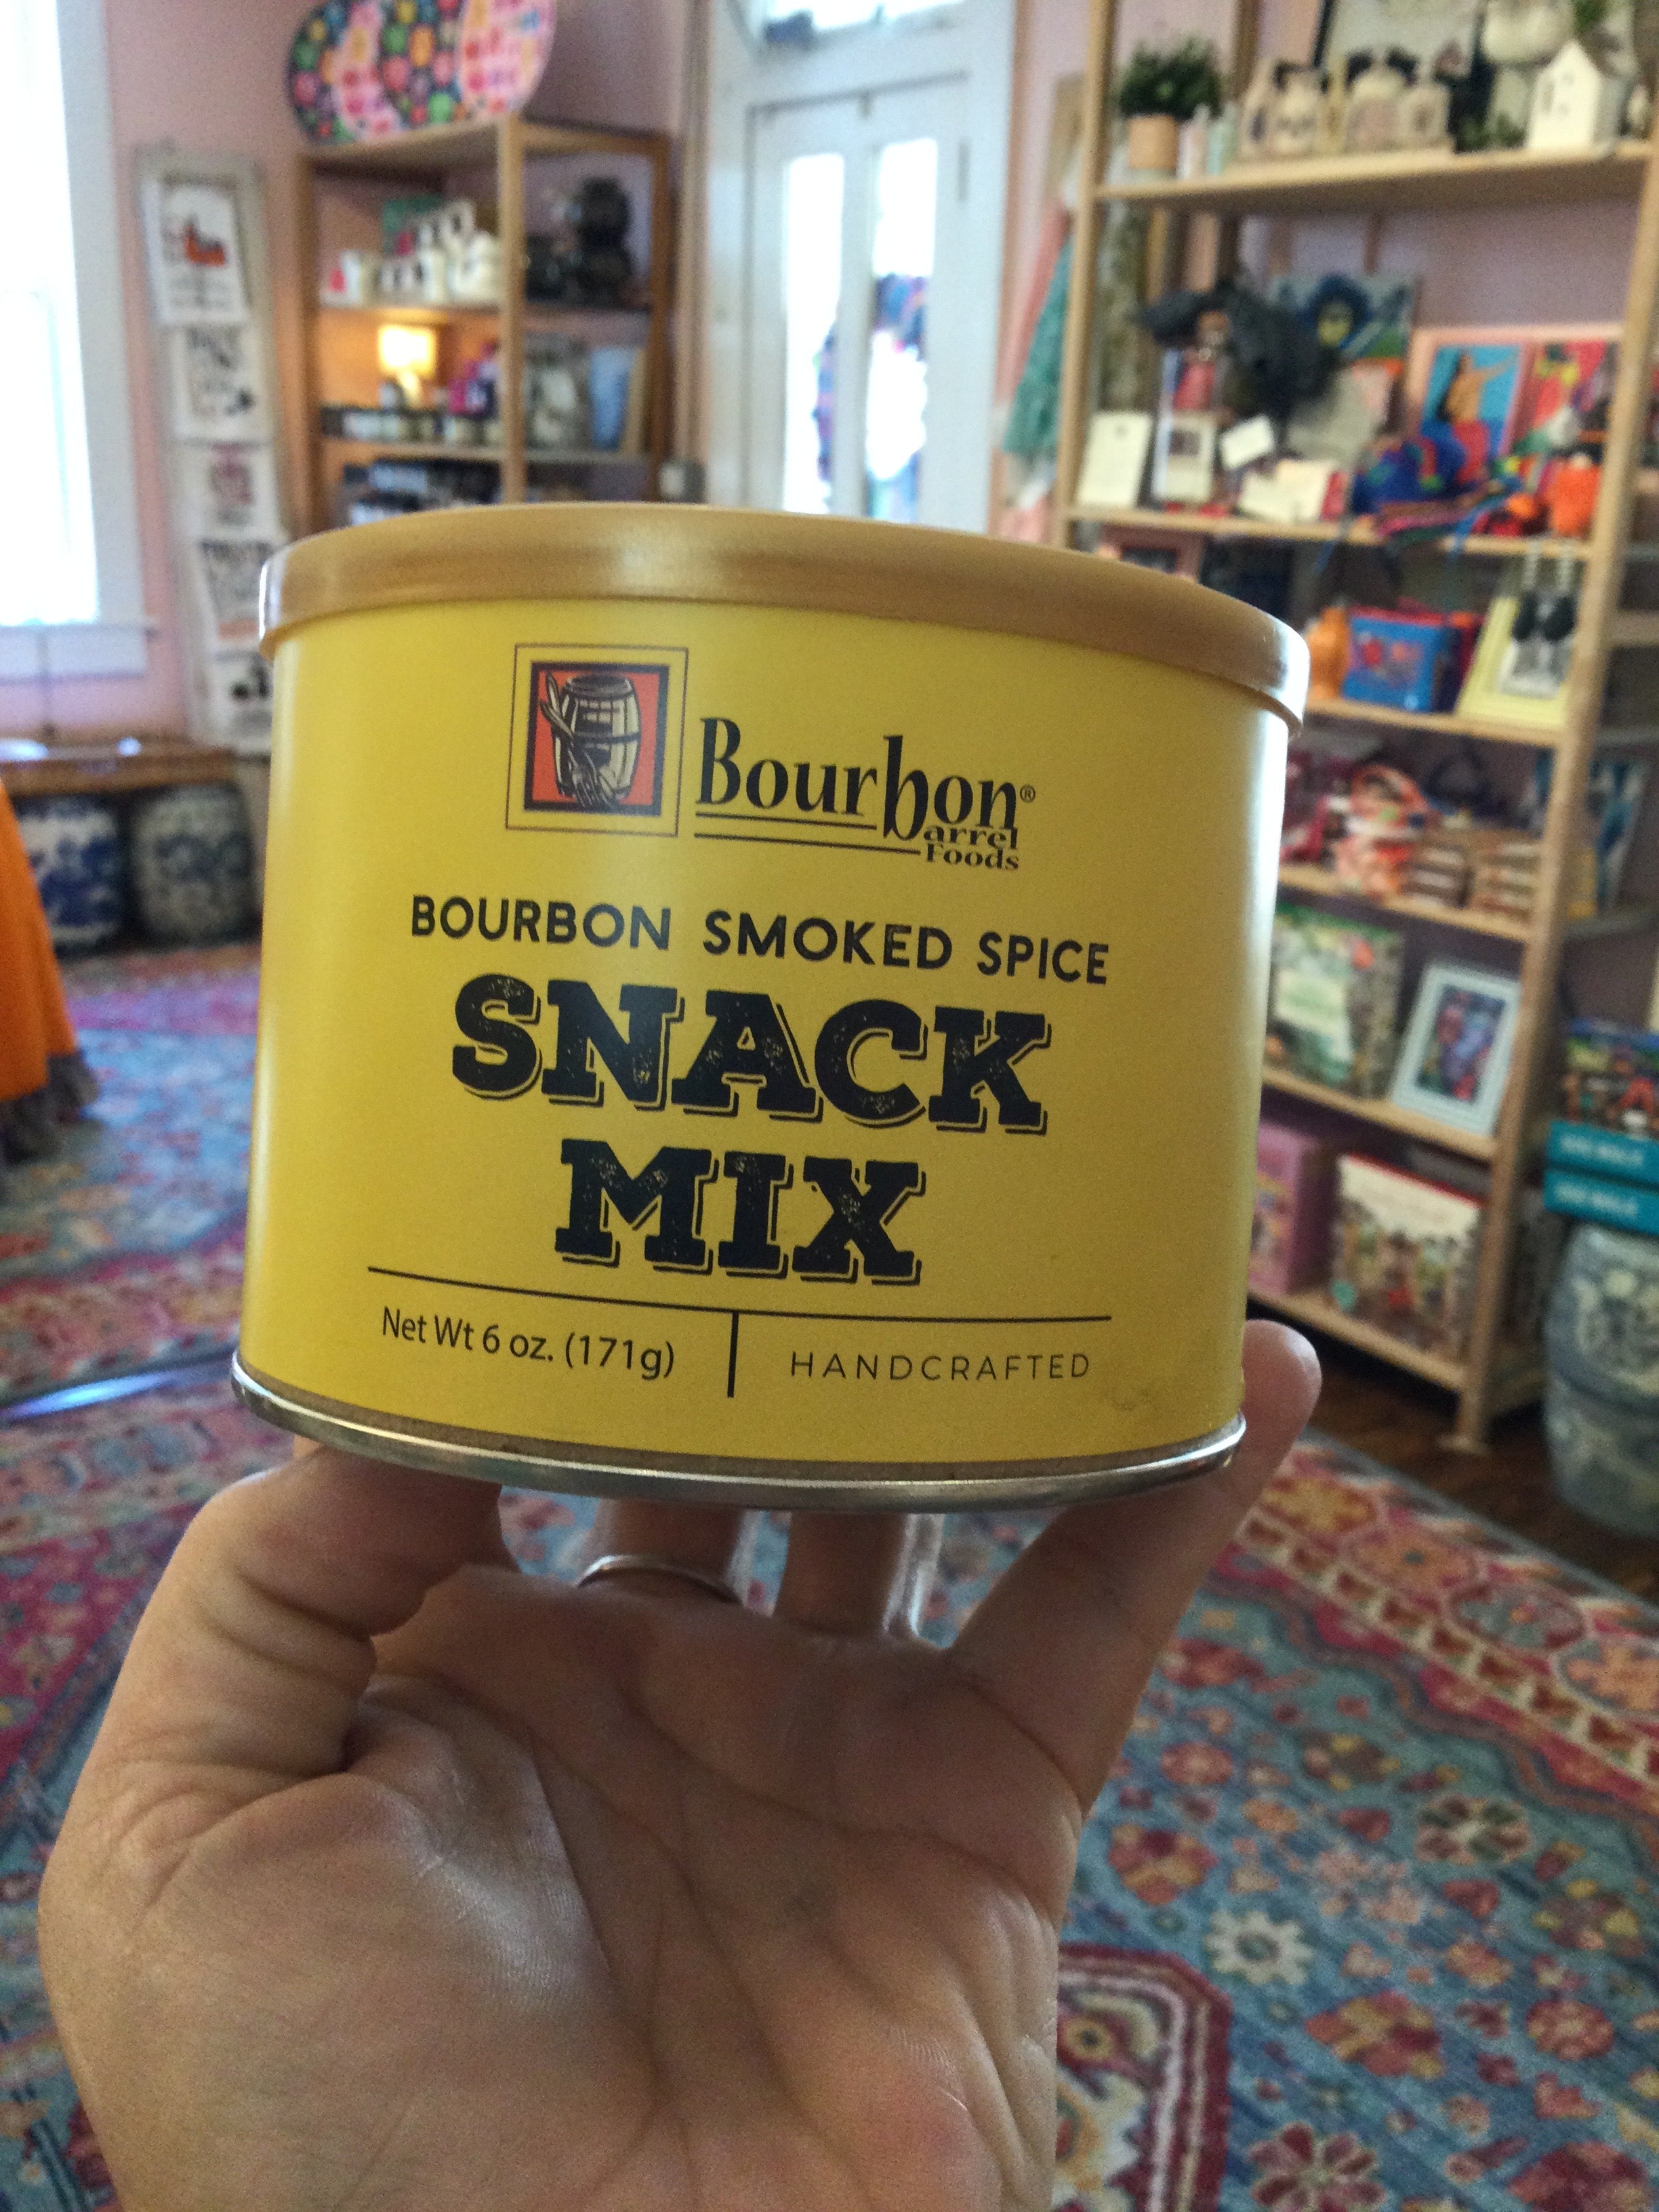 Bourbon®
Barrel
Foods
BOURBON SMOKED SPICE
SNACK
MIX
Net Wt 6 oz. (171g)
HANDCRAFTED